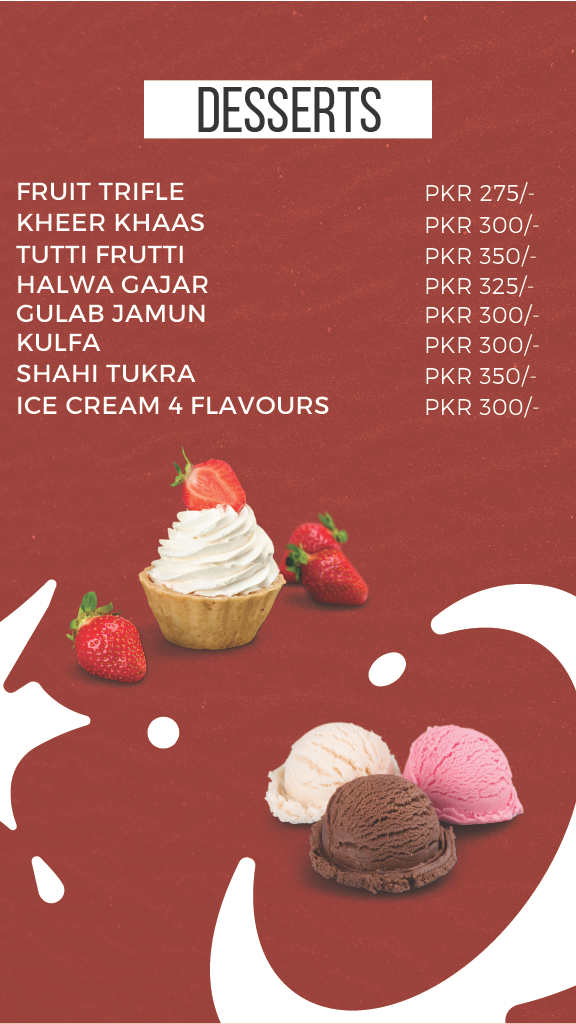 DESSERTS
FRUIT TRIFLE PKR 275/-
KHEER KHAAS PKR 300/-
TUTTI FRUTTI PKR 350/-
HALWA GAJAR PKR 325/-
GULAB JAMUN PKR 300/-
KULFA PKR 300/-
SHAHI TUKRA PKR 350/-
ICE CREAM 4 FLAVOURS PKR 300/-